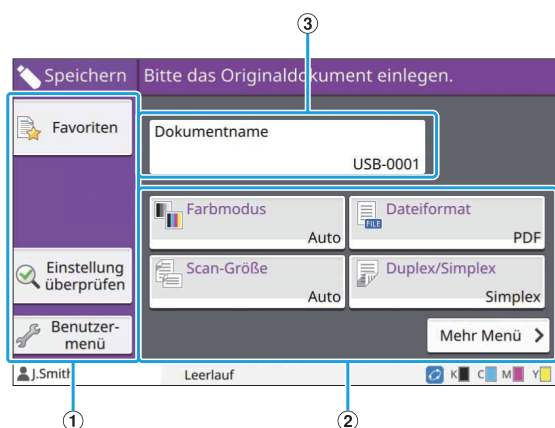 ③
Speichern
Bitte das Originaldokument einlegen.
Favoriten
Dokumentname
USB-0001
Farbmodus
Auto
Dateiformat
FILE
PDF
Einstellung
überprüfen
Scan-Größe
Auto
Duplex/Simplex
Simplex
Benutzer-
menü
Mehr Menü
J.Smith
Leerlauf
K C M Y
① ②